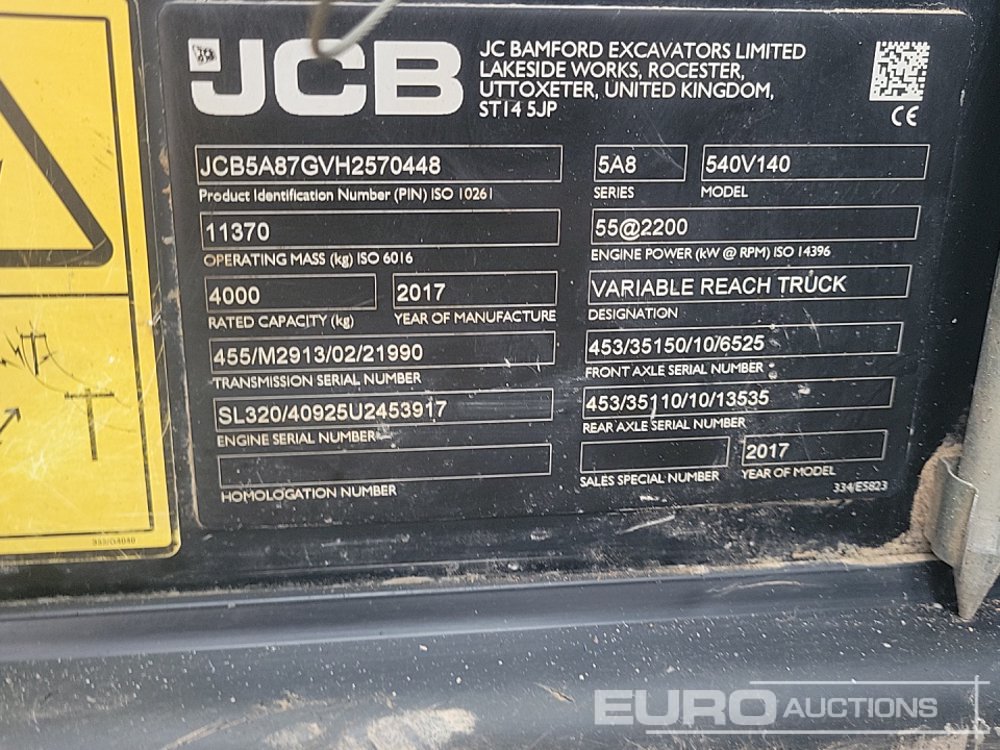 JCB
JC BAMFORD EXCAVATORS LIMITED
LAKESIDE WORKS, ROCESTER,
UTTOXETER, UNITED KINGDOM,
ST14 5JP
CE
JCB5A87GVH2570448
Product Identification Number (PIN) ISO 10261
5A8
SERIES
540V140
MODEL
11370
OPERATING MASS (kg) ISO 6016
55@2200
ENGINE POWER (kW @ RPM) ISO 14396
4000
RATED CAPACITY (kg)
2017
YEAR OF MANUFACTURE
VARIABLE REACH TRUCK
DESIGNATION
455/M2913/02/21990
TRANSMISSION SERIAL NUMBER
453/35150/10/6525
FRONT AXLE SERIAL NUMBER
SL320/40925U2453917
ENGINE SERIAL NUMBER
453/35110/10/13535
REAR AXLE SERIAL NUMBER
HOMOLOGATION NUMBER
SALES SPECIAL NUMBER
2017
YEAR OF MODEL
334/E5823
333/G4040
EURO AUCTIONS